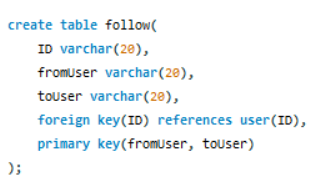 create table follow(
    ID varchar(20),
    fromUser varchar(20),
    toUser varchar(20),
    foreign key(ID) references user(ID),
    primary key(fromUser, toUser)
);